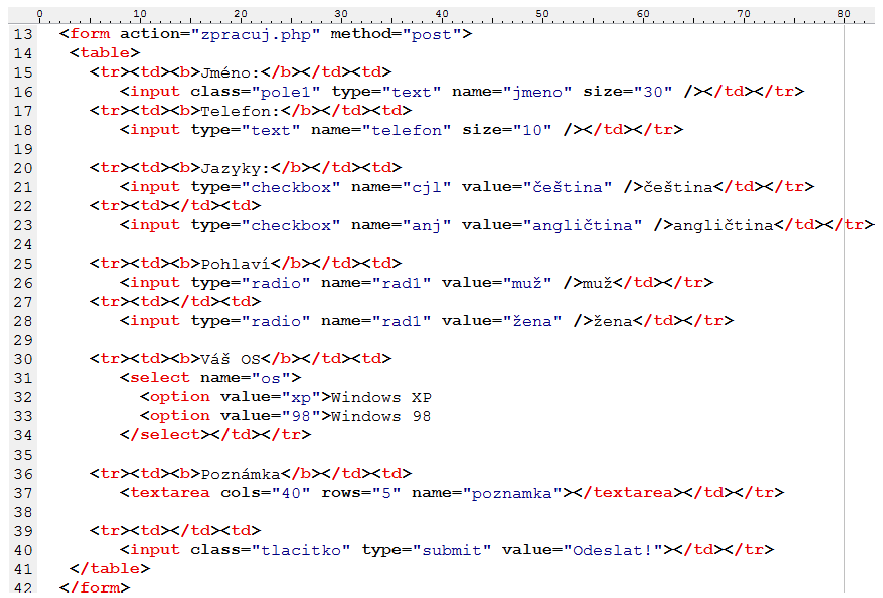 0 10 20 30 40 50 60 70 80
13 <form action="zpracuj.php" method="post">
14 <table>
15 <tr><td><b>Jméno:</b></td><td>
16 <input class="pole1" type="text" name="jmeno" size="30" /></td></tr>
17 <tr><td><b>Telefon:</b></td><td>
18 <input type="text" name="telefon" size="10" /></td></tr>
19
20 <tr><td><b>Jazyky:</b></td><td>
21 <input type="checkbox" name="cjl" value="čeština" />čeština</td></tr>
22 <tr><td></td><td>
23 <input type="checkbox" name="anj" value="angličtina" />angličtina</td></tr>
24
25 <tr><td><b>Pohlaví</b></td><td>
26 <input type="radio" name="rad1" value="muž" />muž</td></tr>
27 <tr><td></td><td>
28 <input type="radio" name="rad1" value="žena" />žena</td></tr>
29
30 <tr><td><b>Váš OS</b></td><td>
31 <select name="os">
32 <option value="xp">Windows XP
33 <option value="98">Windows 98
34 </select></td></tr>
35
36 <tr><td><b>Poznámka</b></td><td>
37 <textarea cols="40" rows="5" name="poznamka"></textarea></td></tr>
38
39 <tr><td></td><td>
40 <input class="tlacitko" type="submit" value="Odeslat!"></td></tr>
41 </table>
42 </form>